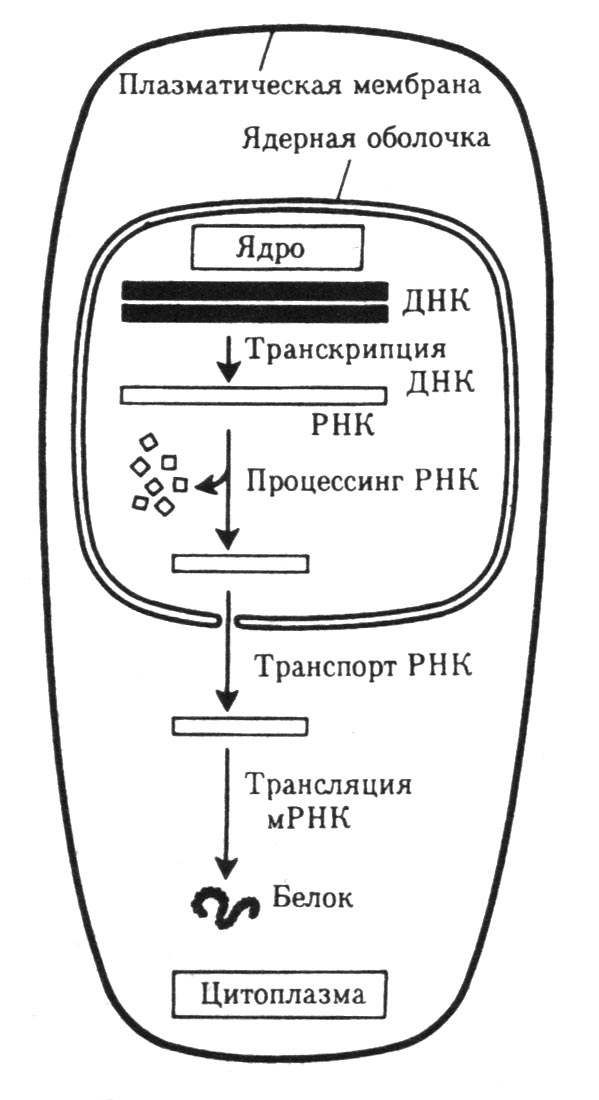 Плазматическая мембрана
Ядерная оболочка
Ядро
ДНК
Транскрипция
ДНК
РНК
Процессинг РНК
Транспорт РНК
Трансляция
мРНК
Белок
Цитоплазма